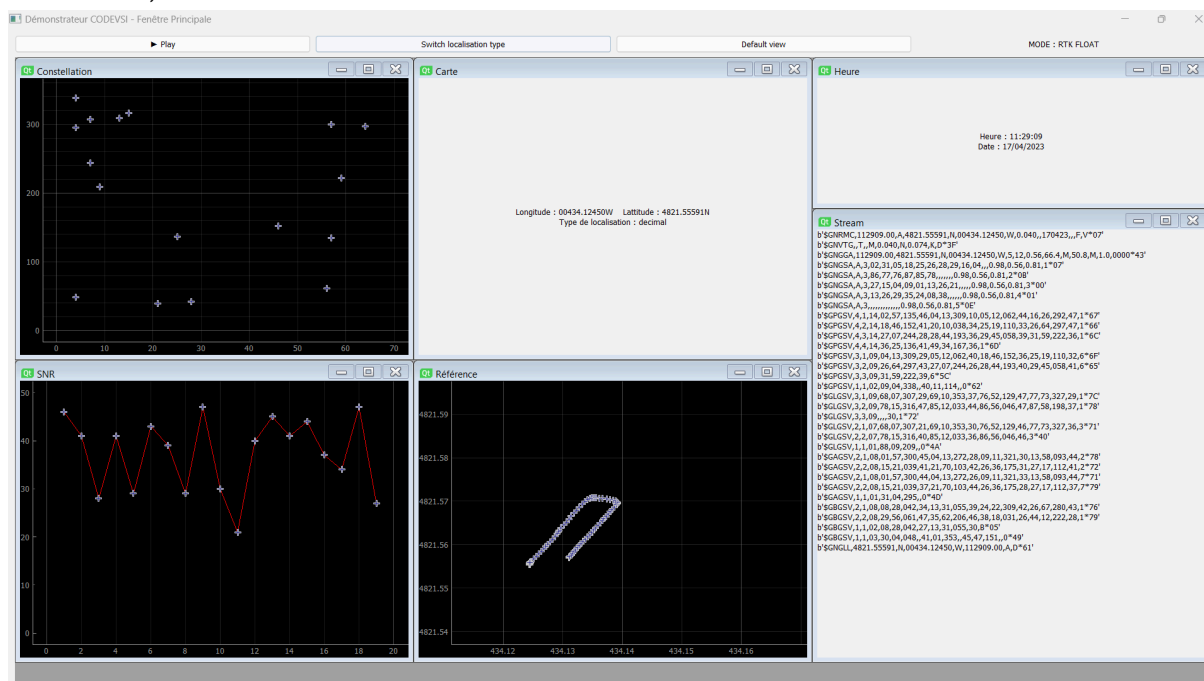 Démonstrateur CODEVSI - Fenêtre Principale
► Play
Switch localisation type
Default view
MODE : RTK FLOAT
Qt Constellation
300
200
100
0
0 10 20 30 40 50 60 70
Qt Carte
Longitude : 00434.12450W Lattitude : 4821.55591N
Type de localisation : decimal
Qt Heure
Heure : 11:29:09
Date : 17/04/2023
Qt SNR
50
40
30
20
10
0
0 2 4 6 8 10 12 14 16 18 20
Qt Référence
4821.59
4821.58
4821.57
4821.56
4821.55
4821.54
434.12 434.13 434.14 434.15 434.16
Qt Stream
b'$GNRMC,112909.00,A,4821.55591,N,00434.12450,W,0.040,,170423,,,F,V*07'
b'$GNVTG,,T,,M,0.040,N,0.074,K,D*3F'
b'$GNGGA,112909.00,4821.55591,N,00434.12450,W,5,12,0.56,66.4,M,50.8,M,1.0,0000*43'
b'$GNGSA,A,3,02,31,05,18,25,26,28,29,16,04,,,0.98,0.56,0.81,1*07'
b'$GNGSA,A,3,86,77,76,87,85,78,,,,,,,0.98,0.56,0.81,2*08'
b'$GNGSA,A,3,27,15,04,09,01,13,26,21,,,,,0.98,0.56,0.81,3*00'
b'$GNGSA,A,3,13,26,29,35,24,08,38,,,,,,0.98,0.56,0.81,4*01'
b'$GNGSA,A,3,,,,,,,,,,,,,0.98,0.56,0.81,5*0E'
b'$GPGSV,4,1,14,02,57,135,46,04,13,309,10,05,12,062,44,16,26,292,47,1*67'
b'$GPGSV,4,2,14,18,46,152,41,20,10,038,34,25,19,110,33,26,64,297,47,1*66'
b'$GPGSV,4,3,14,27,07,244,28,28,44,193,36,29,45,058,39,31,59,222,36,1*6C'
b'$GPGSV,4,4,14,36,25,136,41,49,34,167,36,1*6D'
b'$GPGSV,3,1,09,04,13,309,29,05,12,062,40,18,46,152,36,25,19,110,32,6*6F'
b'$GPGSV,3,2,09,26,64,297,43,27,07,244,26,28,44,193,40,29,45,058,41,6*65'
b'$GPGSV,3,3,09,31,59,222,39,6*5C'
b'$GPGSV,1,1,02,09,04,338,,40,11,114,,0*62'
b'$GLGSV,3,1,09,68,07,307,29,69,10,353,37,76,52,129,47,77,73,327,29,1*7C'
b'$GLGSV,3,2,09,78,15,316,47,85,12,033,44,86,56,046,47,87,58,198,37,1*78'
b'$GLGSV,3,3,09,,,,30,1*72'
b'$GLGSV,2,1,07,68,07,307,21,69,10,353,30,76,52,129,46,77,73,327,36,3*71'
b'$GLGSV,2,2,07,78,15,316,40,85,12,033,36,86,56,046,46,3*40'
b'$GLGSV,1,1,01,88,09,209,,0*4A'
b'$GAGSV,2,1,08,01,57,300,45,04,13,272,28,09,11,321,30,13,58,093,44,2*78'
b'$GAGSV,2,2,08,15,21,039,41,21,70,103,42,26,36,175,31,27,17,112,41,2*72'
b'$GAGSV,2,1,08,01,57,300,44,04,13,272,26,09,11,321,33,13,58,093,44,7*71'
b'$GAGSV,2,2,08,15,21,039,37,21,70,103,44,26,36,175,28,27,17,112,37,7*79'
b'$GAGSV,1,1,01,31,04,295,,0*4D'
b'$GBGSV,2,1,08,08,28,042,34,13,31,055,39,24,22,309,42,26,67,280,43,1*76'
b'$GBGSV,2,2,08,29,56,061,47,35,62,206,46,38,18,031,26,44,12,222,28,1*79'
b'$GBGSV,1,1,02,08,28,042,27,13,31,055,30,B*05'
b'$GBGSV,1,1,03,30,04,048,,41,01,353,,45,47,151,,0*49'
b'$GNGLL,4821.55591,N,00434.12450,W,112909.00,A,D*61'